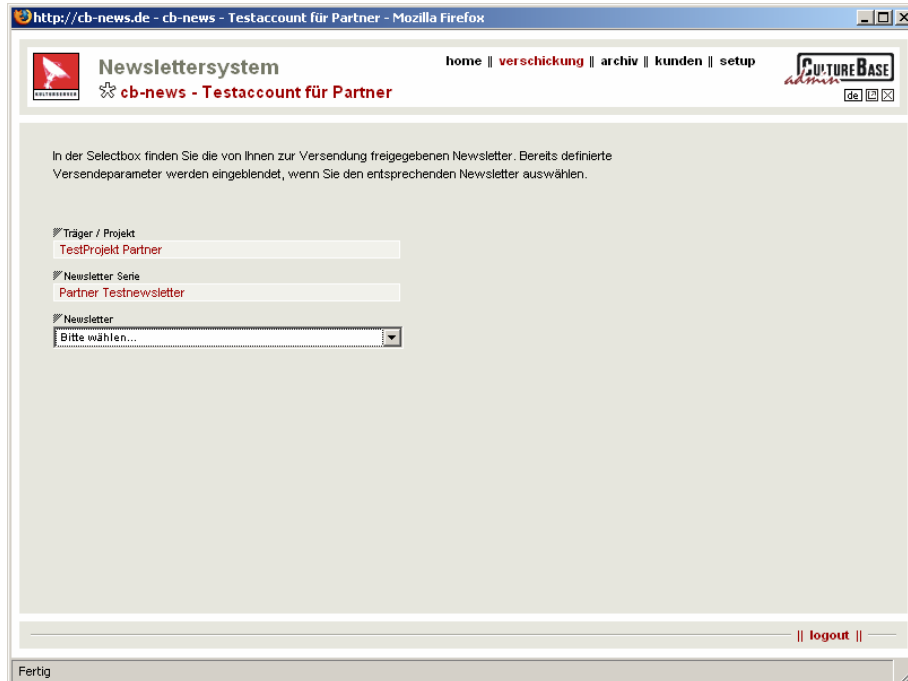 http://cb-news.de - cb-news - Testaccount für Partner - Mozilla Firefox
Newslettersystem
cb-news - Testaccount für Partner
home || verschickung || archiv || kunden || setup
CULTUREBASE
admin
de
In der Selectbox finden Sie die von Ihnen zur Versendung freigegebenen Newsletter. Bereits definierte
Versendeparameter werden eingeblendet, wenn Sie den entsprechenden Newsletter auswählen.
Träger / Projekt
TestProjekt Partner
Newsletter Serie
Partner Testnewsletter
Newsletter
Bitte wählen...
|| logout ||
Fertig